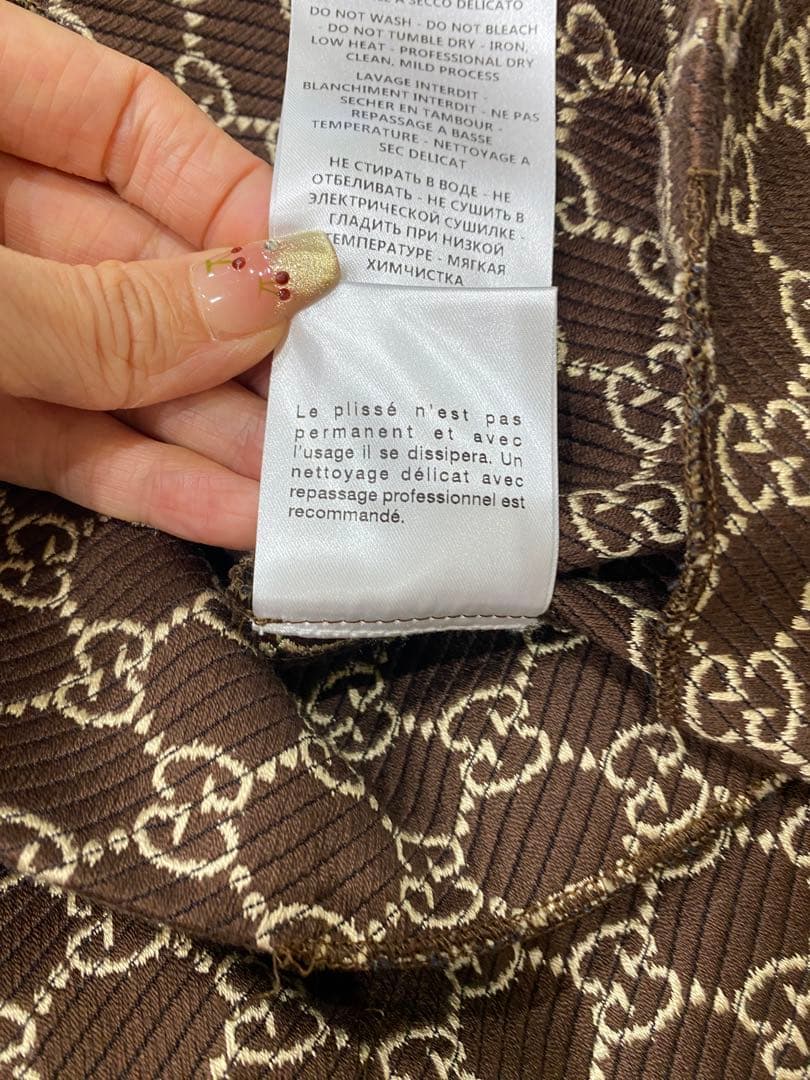 A SECCO DELICATO
DO NOT WASH - DO NOT BLEACH
- DO NOT TUMBLE DRY - IRON,
LOW HEAT - PROFESSIONAL DRY
CLEAN, MILD PROCESS
LAVAGE INTERDIT -
BLANCHIMENT INTERDIT - NE PAS
SECHER EN TAMBOUR -
REPASSAGE A BASSE
TEMPERATURE - NETTOYAGE A
SEC DELICAT
НЕ СТИРАТЬ В ВОДЕ - НЕ
ОТБЕЛИВАТЬ - НЕ СУШИТЬ В
ЭЛЕКТРИЧЕСКОЙ СУШИЛКЕ -
ГЛАДИТЬ ПРИ НИЗКОЙ
ТЕМПЕРАТУРЕ - МЯГКАЯ
ХИМЧИСТКА
Le plissé n'est pas
permanent et avec
l'usage il se dissipera. Un
nettoyage délicat avec
repassage professionnel est
recommandé.